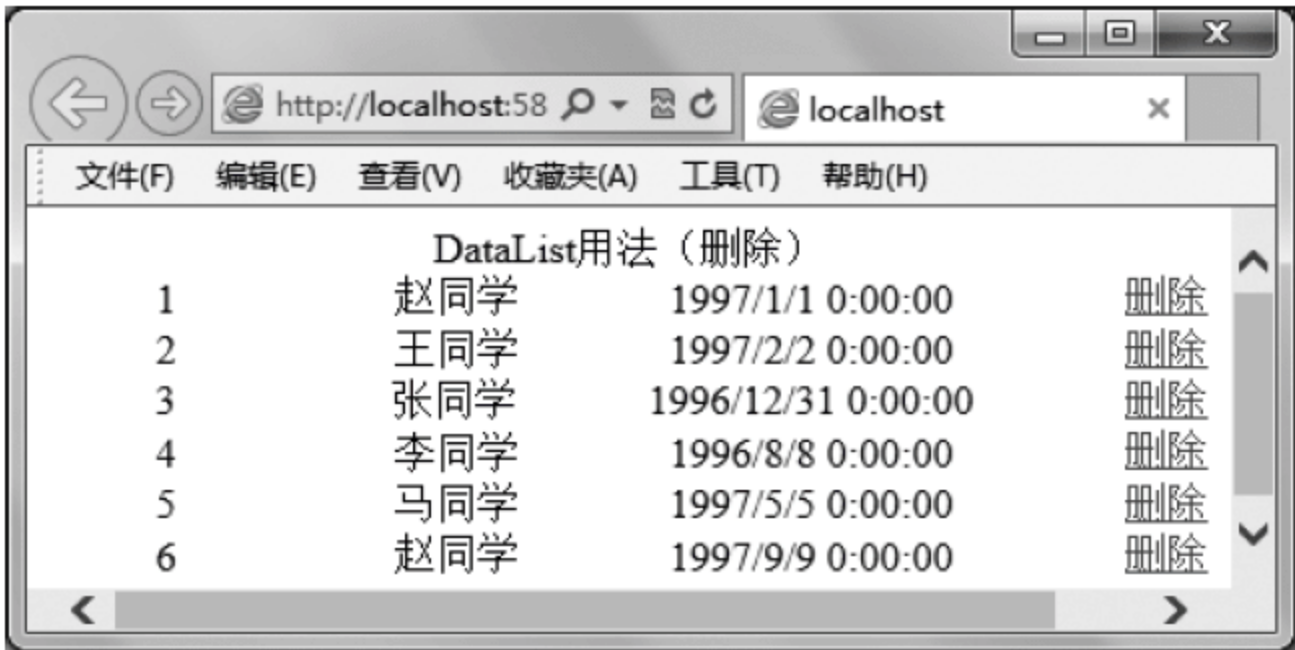 http://localhost:58
localhost
文件(F) 编辑(E) 查看(V) 收藏夹(A) 工具(T) 帮助(H)
DataList用法（删除）
1 赵同学 1997/1/1 0:00:00 删除
2 王同学 1997/2/2 0:00:00 删除
3 张同学 1996/12/31 0:00:00 删除
4 李同学 1996/8/8 0:00:00 删除
5 马同学 1997/5/5 0:00:00 删除
6 赵同学 1997/9/9 0:00:00 删除